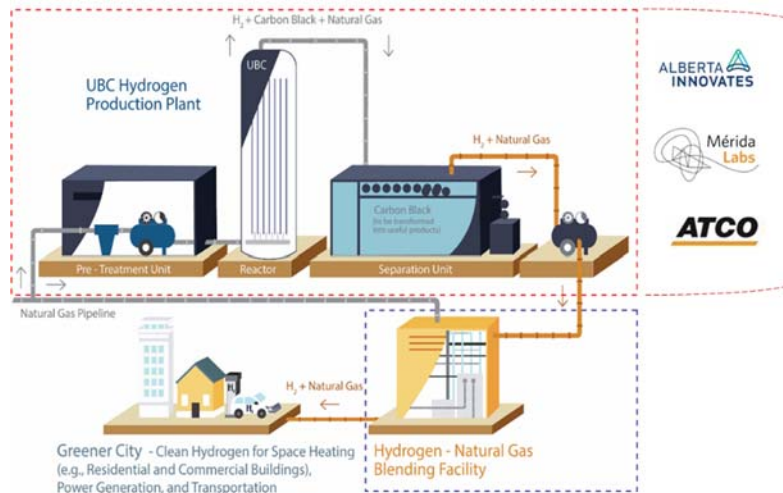 H₂ + Carbon Black + Natural Gas
UBC Hydrogen
Production Plant
UBC
H₂ + Natural Gas
Carbon Black
(to be transformed
into useful products)
Pre - Treatment Unit
Reactor
Separation Unit
ALBERTA
INNOVATES
Mérida
Labs
ATCO
Natural Gas Pipeline
H₂ + Natural Gas
H₂
Greener City - Clean Hydrogen for Space Heating
(e.g., Residential and Commercial Buildings),
Power Generation, and Transportation
Hydrogen - Natural Gas
Blending Facility